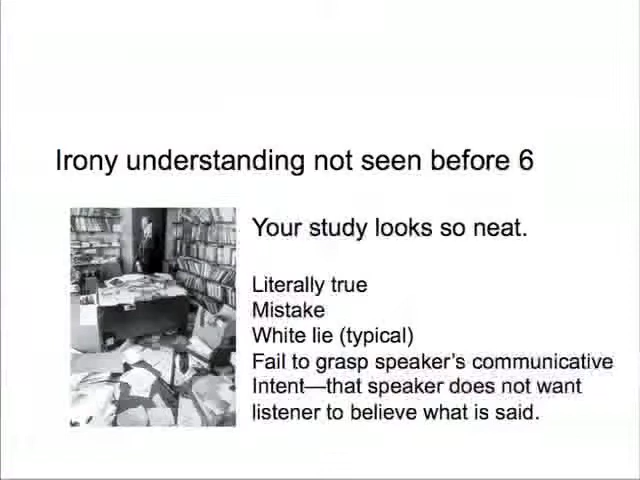 Irony understanding not seen before 6
Your study looks so neat.
Literally true
Mistake
White lie (typical)
Fail to grasp speaker’s communicative
Intent—that speaker does not want
listener to believe what is said.